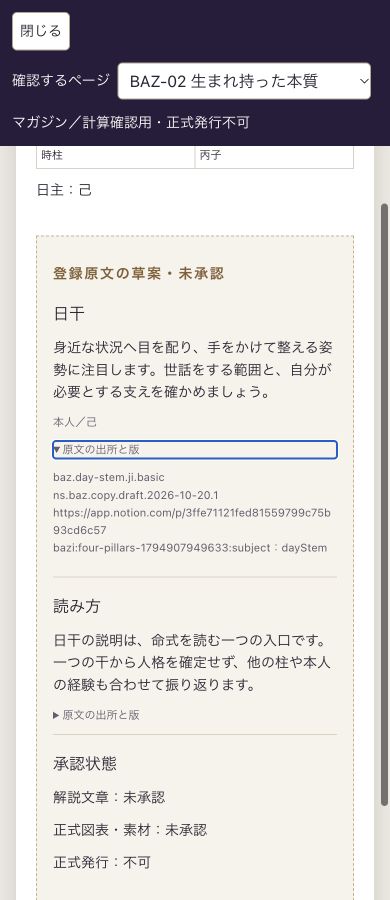 閉じる
確認するページ BAZ-02 生まれ持った本質
マガジン／計算確認用・正式発行不可
時柱 丙子
日主：己
登録原文の草案・未承認
日干
身近な状況へ目を配り、手をかけて整える姿
勢に注目します。世話をする範囲と、自分が
必要とする支えを確かめましょう。
本人／己
▼原文の出所と版
baz.day-stem.ji.basic
ns.baz.copy.draft.2026-10-20.1
https://app.notion.com/p/3ffe71121fed81559799c75b
93cd6c57
bazi:four-pillars-1794907949633:subject：dayStem
読み方
日干の説明は、命式を読む一つの入口です。
一つの干から人格を確定せず、他の柱や本人
の経験も合わせて振り返ります。
▶原文の出所と版
承認状態
解説文章：未承認
正式図表・素材：未承認
正式発行：不可